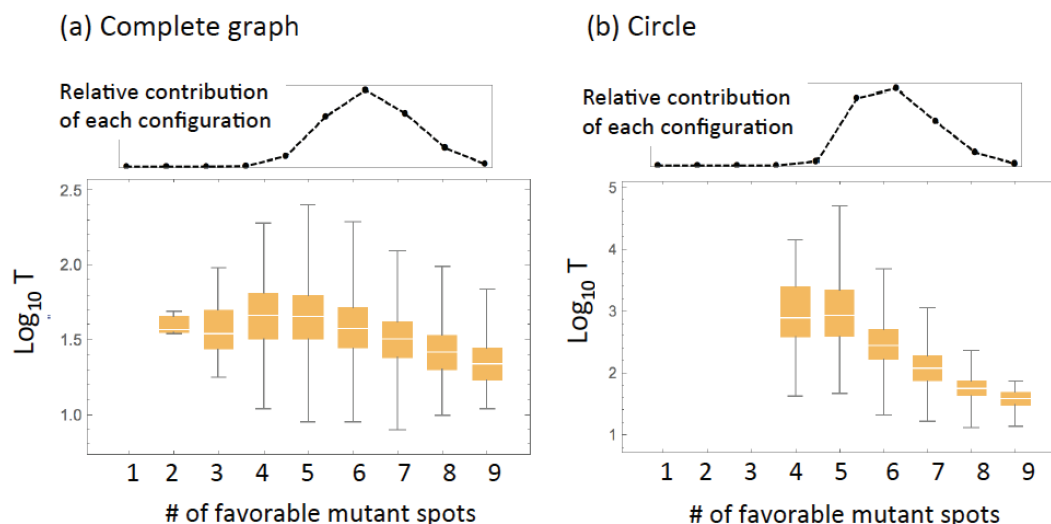 (a) Complete graph
Relative contribution
of each configuration
2.5
2.0
1.5
1.0
Log10 T
1 2 3 4 5 6 7 8 9
# of favorable mutant spots
(b) Circle
Relative contribution
of each configuration
5
4
3
2
1
Log10 T
1 2 3 4 5 6 7 8 9
# of favorable mutant spots